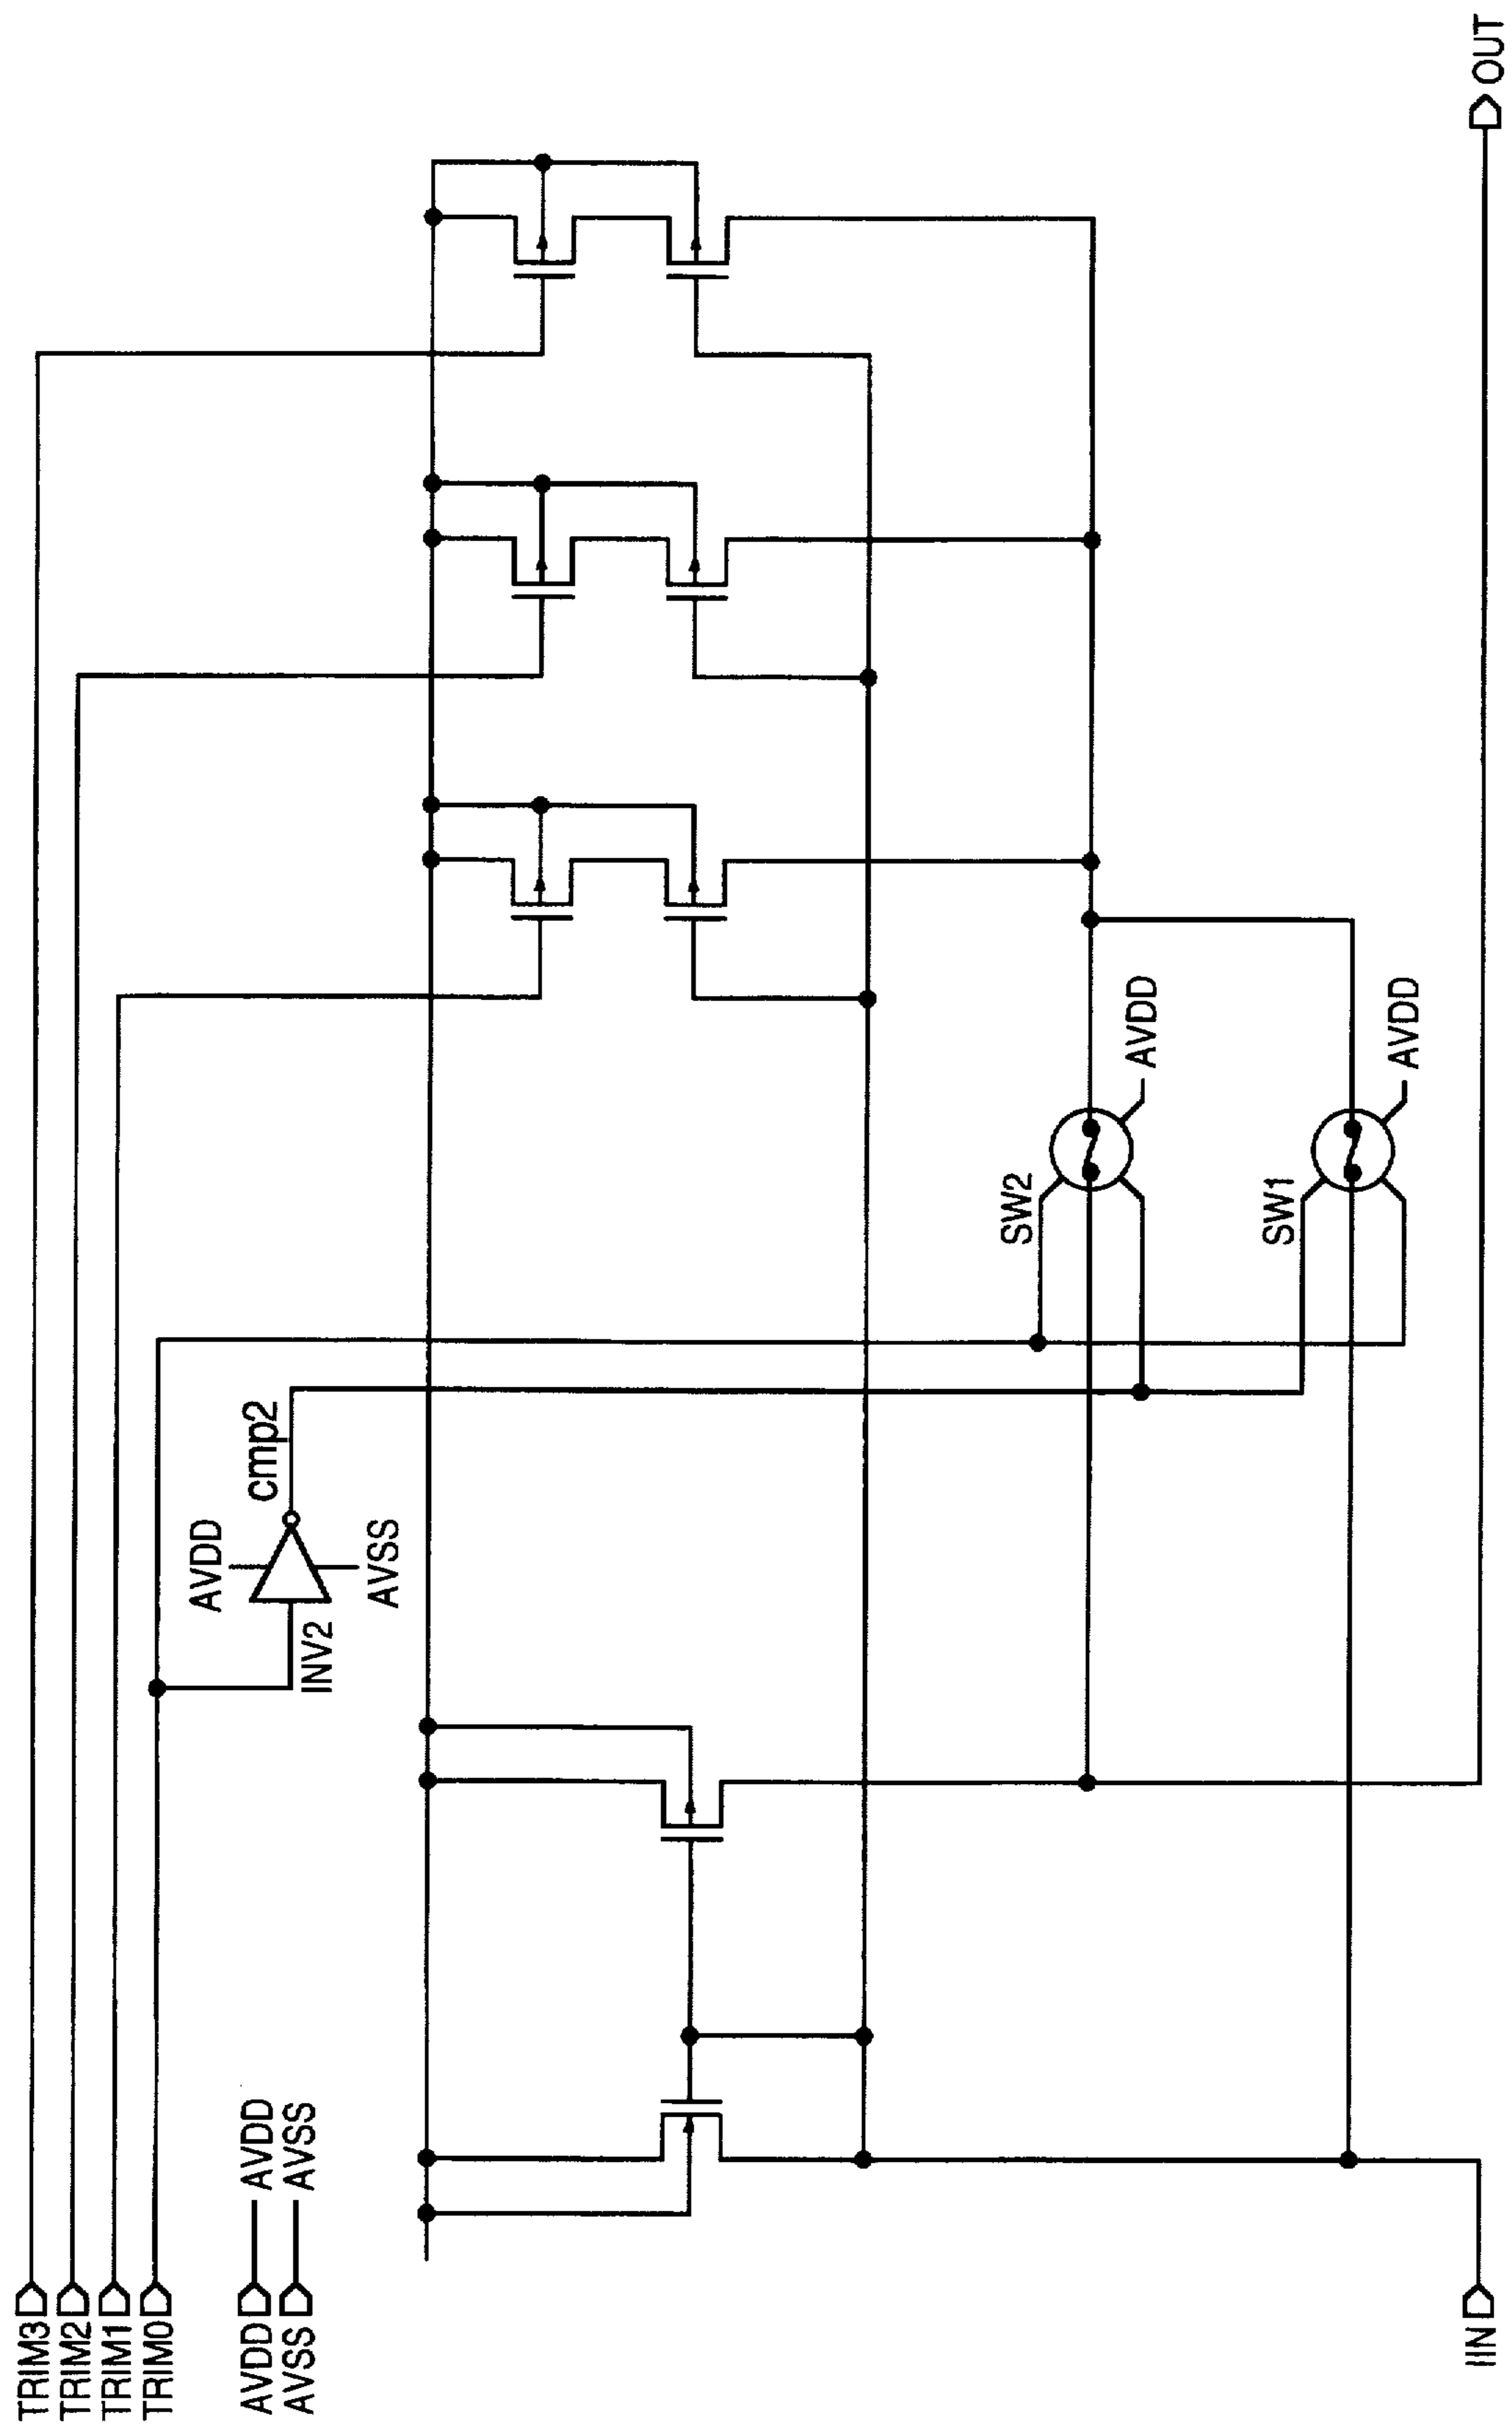 TRIM3
TRIM2
TRIM1
TRIM0
AVDD AVDD
AVSS AVSS
AVDD
cmp2
INV2
AVSS
SW2
AVDD
SW1
AVDD
IIN
OUT